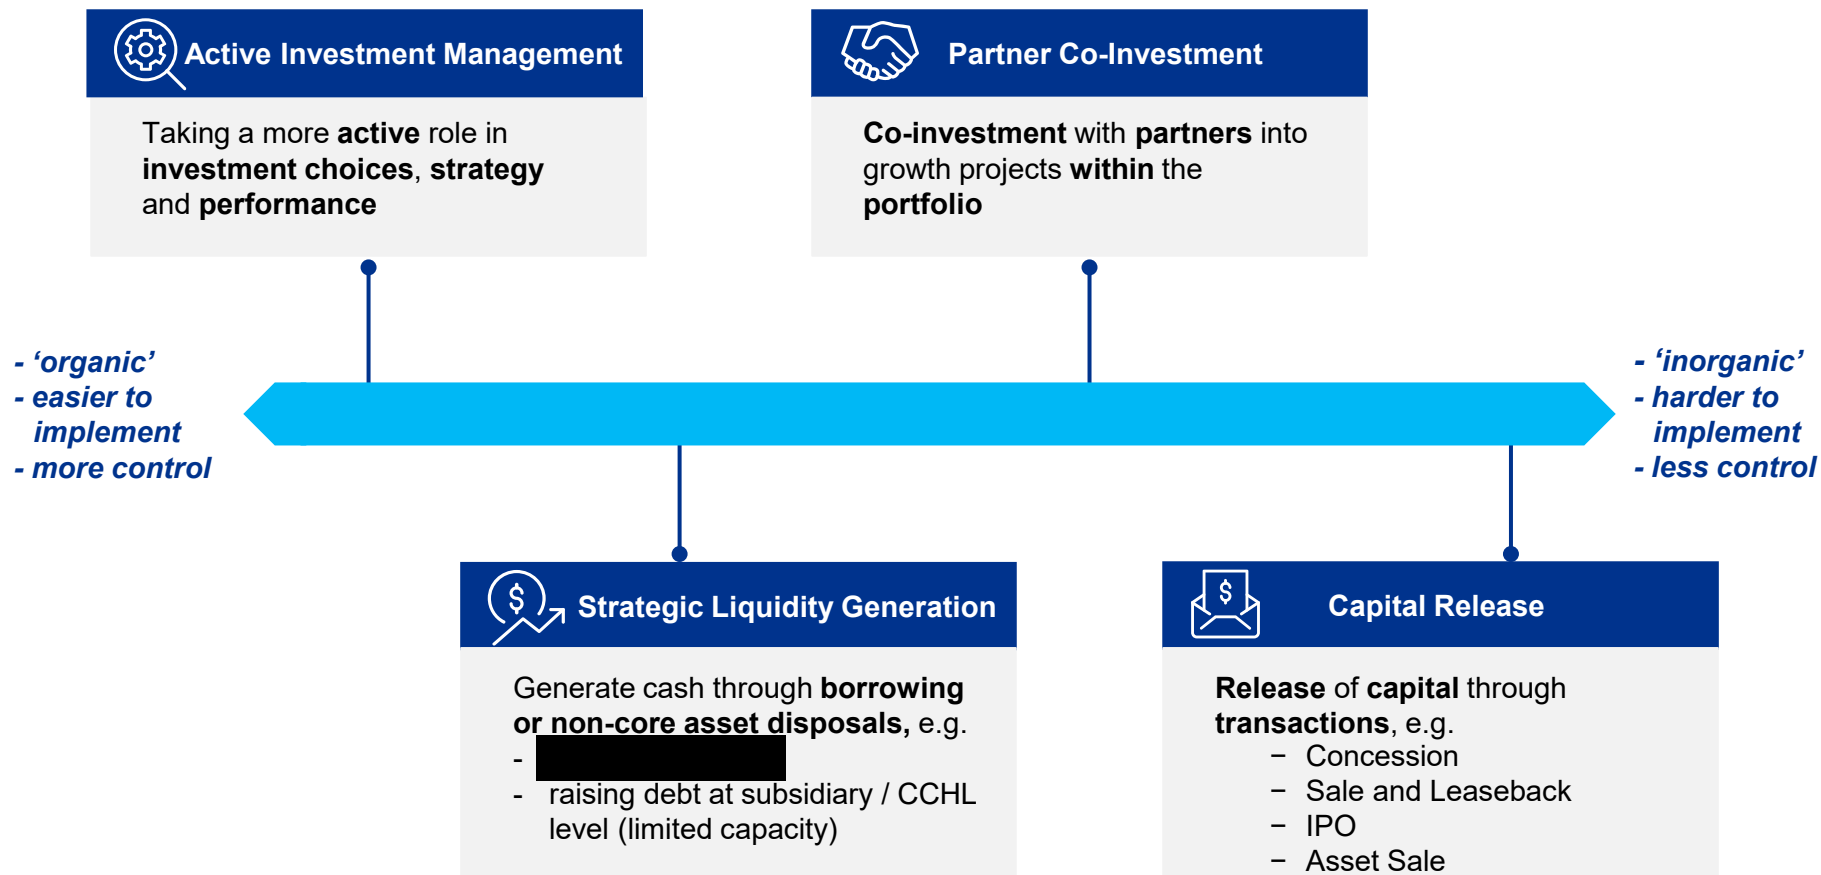 Active Investment Management
Taking a more active role in
investment choices, strategy
and performance
Partner Co-Investment
Co-investment with partners into
growth projects within the
portfolio
- ‘organic’
- easier to
implement
- more control
- ‘inorganic’
- harder to
implement
- less control
$
Strategic Liquidity Generation
Generate cash through borrowing
or non-core asset disposals, e.g.
-
- raising debt at subsidiary / CCHL
level (limited capacity)
$
Capital Release
Release of capital through
transactions, e.g.
− Concession
− Sale and Leaseback
− IPO
− Asset Sale